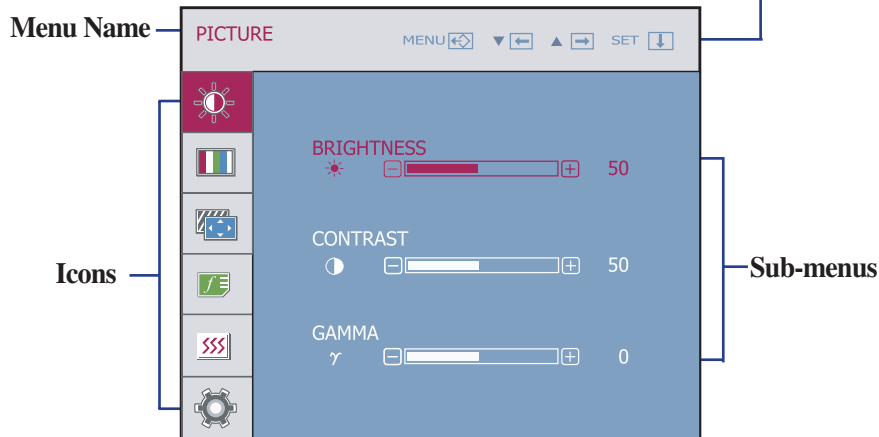 Menu Name
PICTURE MENU SET
BRIGHTNESS
50
CONTRAST
50
Icons
Sub-menus
GAMMA
γ 0